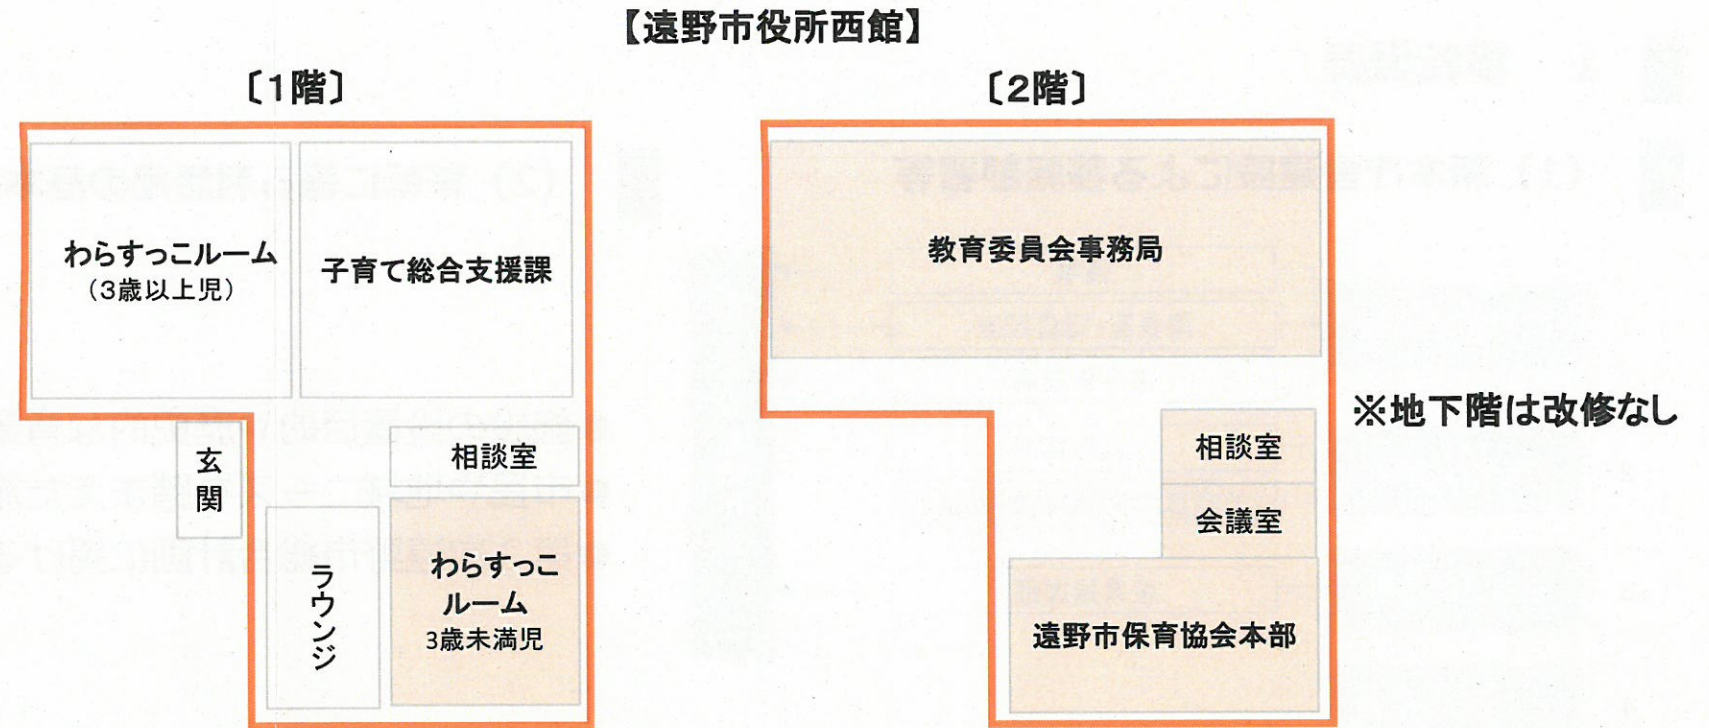 【遠野市役所西館】
〔1階〕
わらすっこルーム
（3歳以上児）
子育て総合支援課
玄関
相談室
ラウンジ
わらすっこ
ルーム
3歳未満児
〔2階〕
教育委員会事務局
相談室
会議室
遠野市保育協会本部
※地下階は改修なし